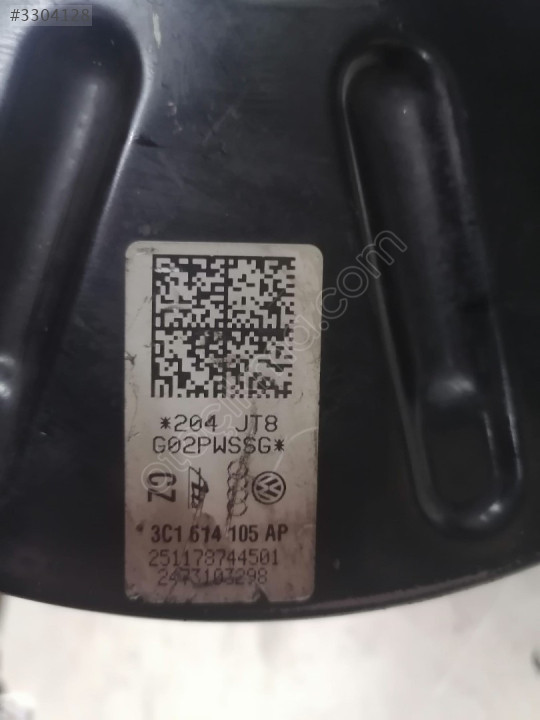 #3304128
*204 JT8
G02PWSSG*
CZ
3C1 614 105 AP
251178744501
2473103298